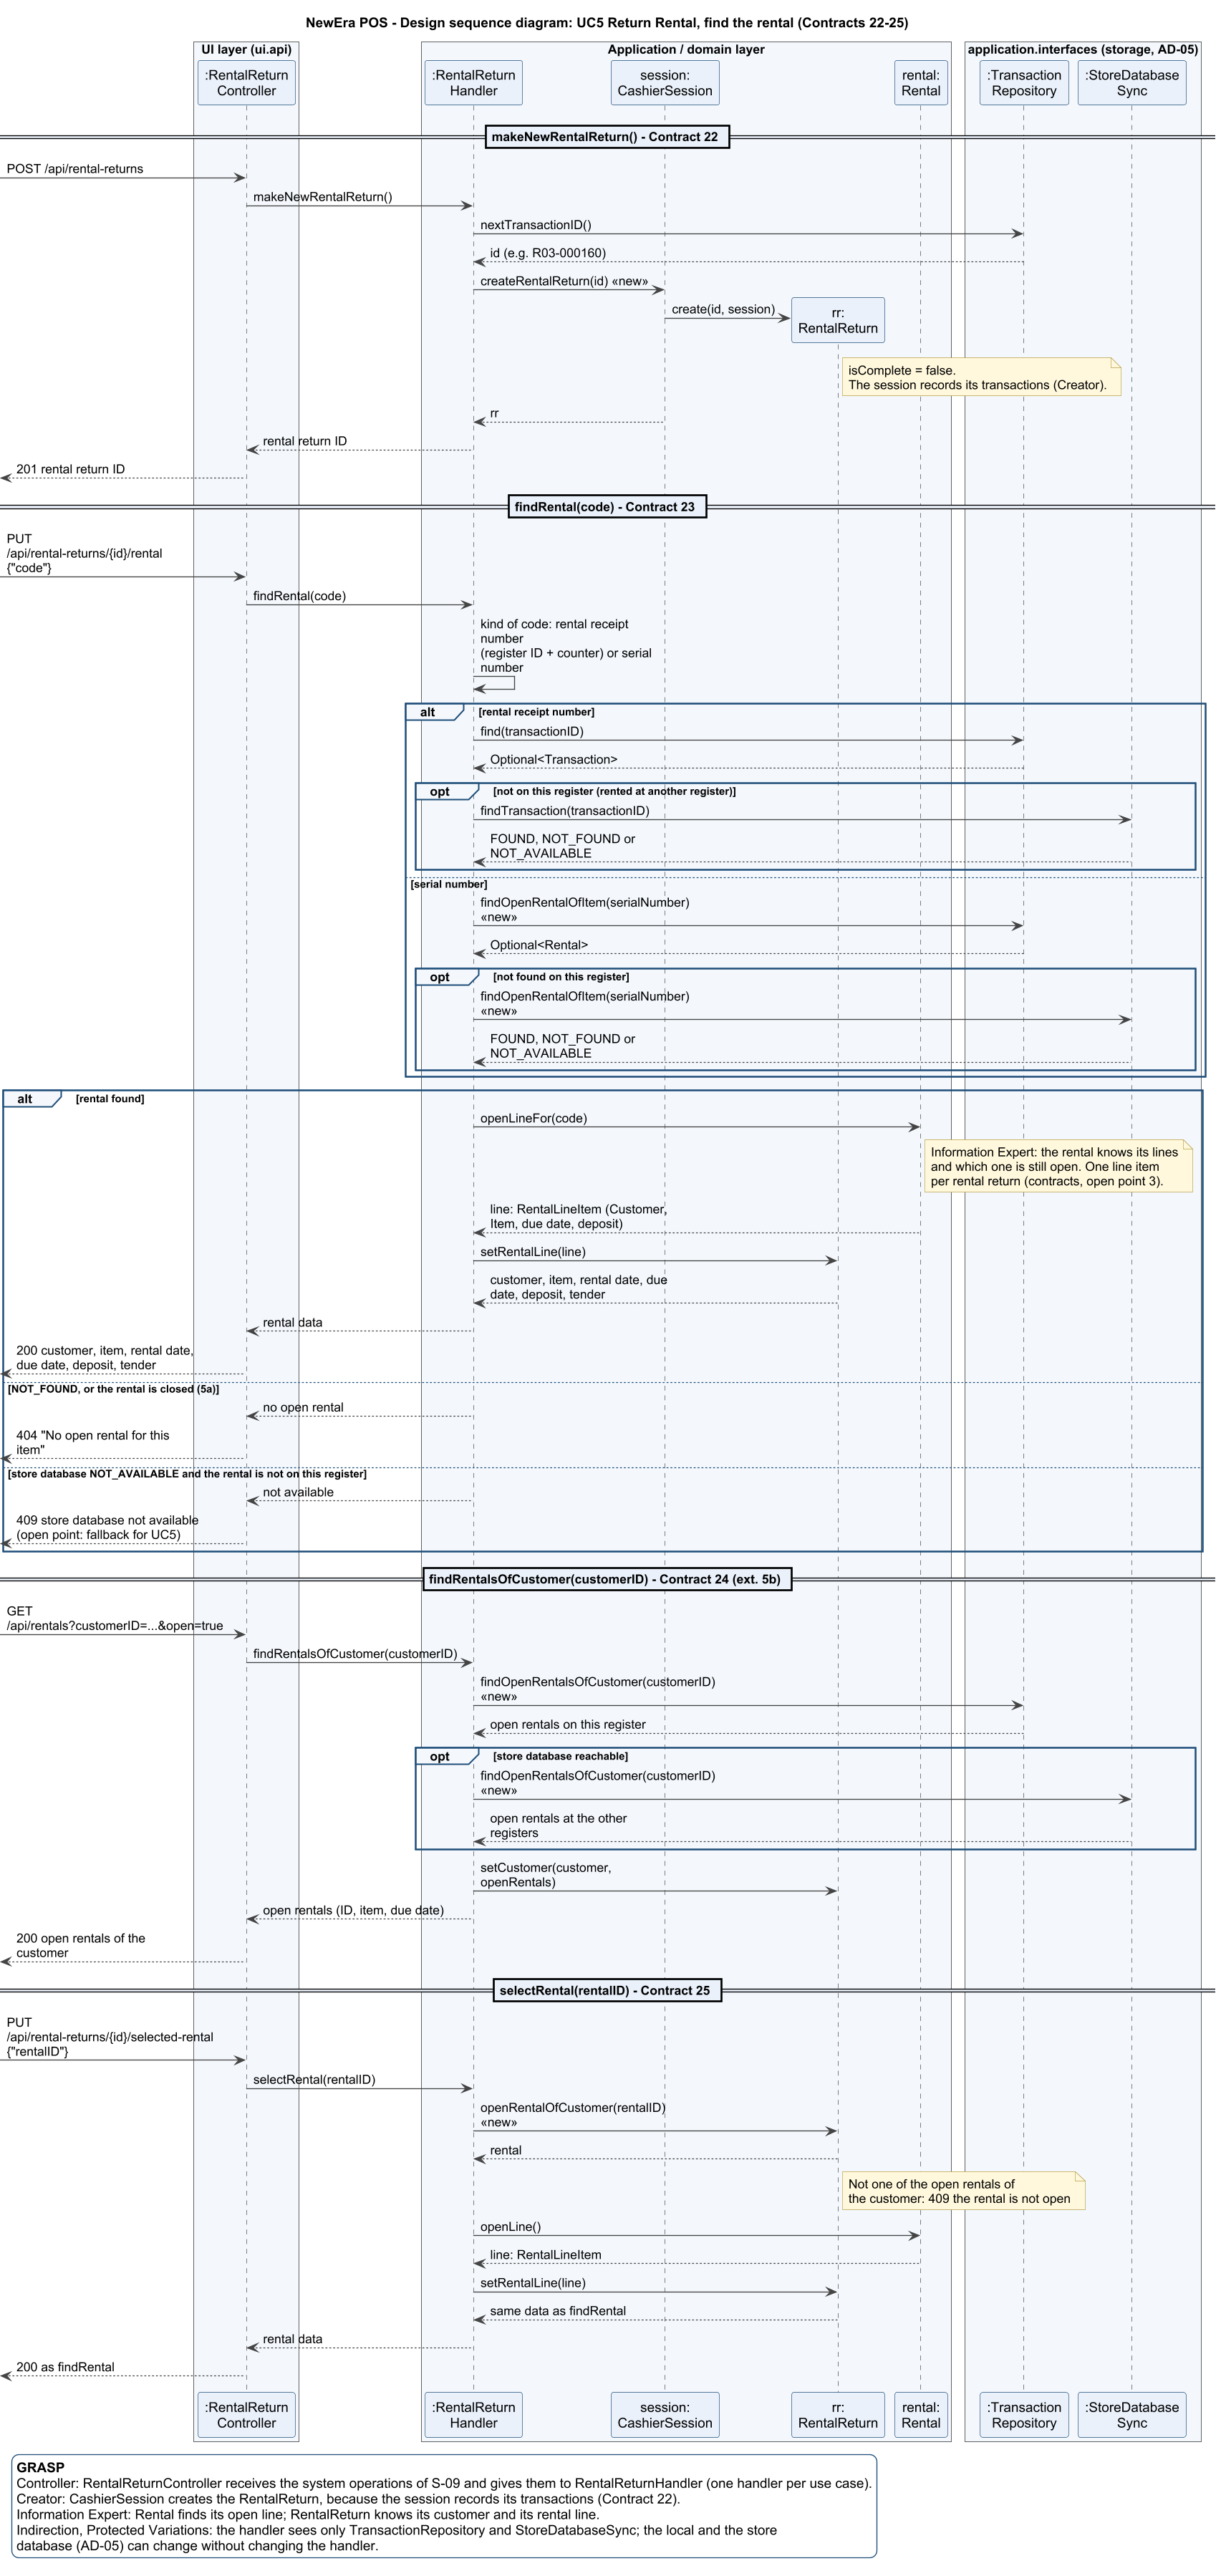 NewEra POS - Design sequence diagram: UC5 Return Rental, find the rental (Contracts 22-25)
UI layer (ui.api)
Application / domain layer
application.interfaces (storage, AD-05)
:RentalReturn
Controller
:RentalReturn
Handler
session:
CashierSession
rental:
Rental
:Transaction
Repository
:StoreDatabase
Sync
makeNewRentalReturn() - Contract 22
POST /api/rental-returns
makeNewRentalReturn()
nextTransactionID()
id (e.g. R03-000160)
createRentalReturn(id) «new»
create(id, session)
rr:
RentalReturn
isComplete = false.
The session records its transactions (Creator).
rr
rental return ID
201 rental return ID
findRental(code) - Contract 23
PUT
/api/rental-returns/{id}/rental
{"code"}
findRental(code)
kind of code: rental receipt
number
(register ID + counter) or serial
number
alt
[rental receipt number]
find(transactionID)
Optional<Transaction>
opt
[not on this register (rented at another register)]
findTransaction(transactionID)
FOUND, NOT_FOUND or
NOT_AVAILABLE
[serial number]
findOpenRentalOfItem(serialNumber)
«new»
Optional<Rental>
opt
[not found on this register]
findOpenRentalOfItem(serialNumber)
«new»
FOUND, NOT_FOUND or
NOT_AVAILABLE
alt
[rental found]
openLineFor(code)
Information Expert: the rental knows its lines
and which one is still open. One line item
per rental return (contracts, open point 3).
line: RentalLineItem (Customer,
Item, due date, deposit)
setRentalLine(line)
customer, item, rental date, due
date, deposit, tender
rental data
200 customer, item, rental date,
due date, deposit, tender
[NOT_FOUND, or the rental is closed (5a)]
no open rental
404 "No open rental for this
item"
[store database NOT_AVAILABLE and the rental is not on this register]
not available
409 store database not available
(open point: fallback for UC5)
findRentalsOfCustomer(customerID) - Contract 24 (ext. 5b)
GET
/api/rentals?customerID=...&open=true
findRentalsOfCustomer(customerID)
findOpenRentalsOfCustomer(customerID)
«new»
open rentals on this register
opt
[store database reachable]
findOpenRentalsOfCustomer(customerID)
«new»
open rentals at the other
registers
setCustomer(customer,
openRentals)
open rentals (ID, item, due date)
200 open rentals of the
customer
selectRental(rentalID) - Contract 25
PUT
/api/rental-returns/{id}/selected-rental
{"rentalID"}
selectRental(rentalID)
openRentalOfCustomer(rentalID)
«new»
rental
Not one of the open rentals of
the customer: 409 the rental is not open
openLine()
line: RentalLineItem
setRentalLine(line)
same data as findRental
rental data
200 as findRental
:RentalReturn
Controller
:RentalReturn
Handler
session:
CashierSession
rr:
RentalReturn
rental:
Rental
:Transaction
Repository
:StoreDatabase
Sync
GRASP
Controller: RentalReturnController receives the system operations of S-09 and gives them to RentalReturnHandler (one handler per use case).
Creator: CashierSession creates the RentalReturn, because the session records its transactions (Contract 22).
Information Expert: Rental finds its open line; RentalReturn knows its customer and its rental line.
Indirection, Protected Variations: the handler sees only TransactionRepository and StoreDatabaseSync; the local and the store
database (AD-05) can change without changing the handler.